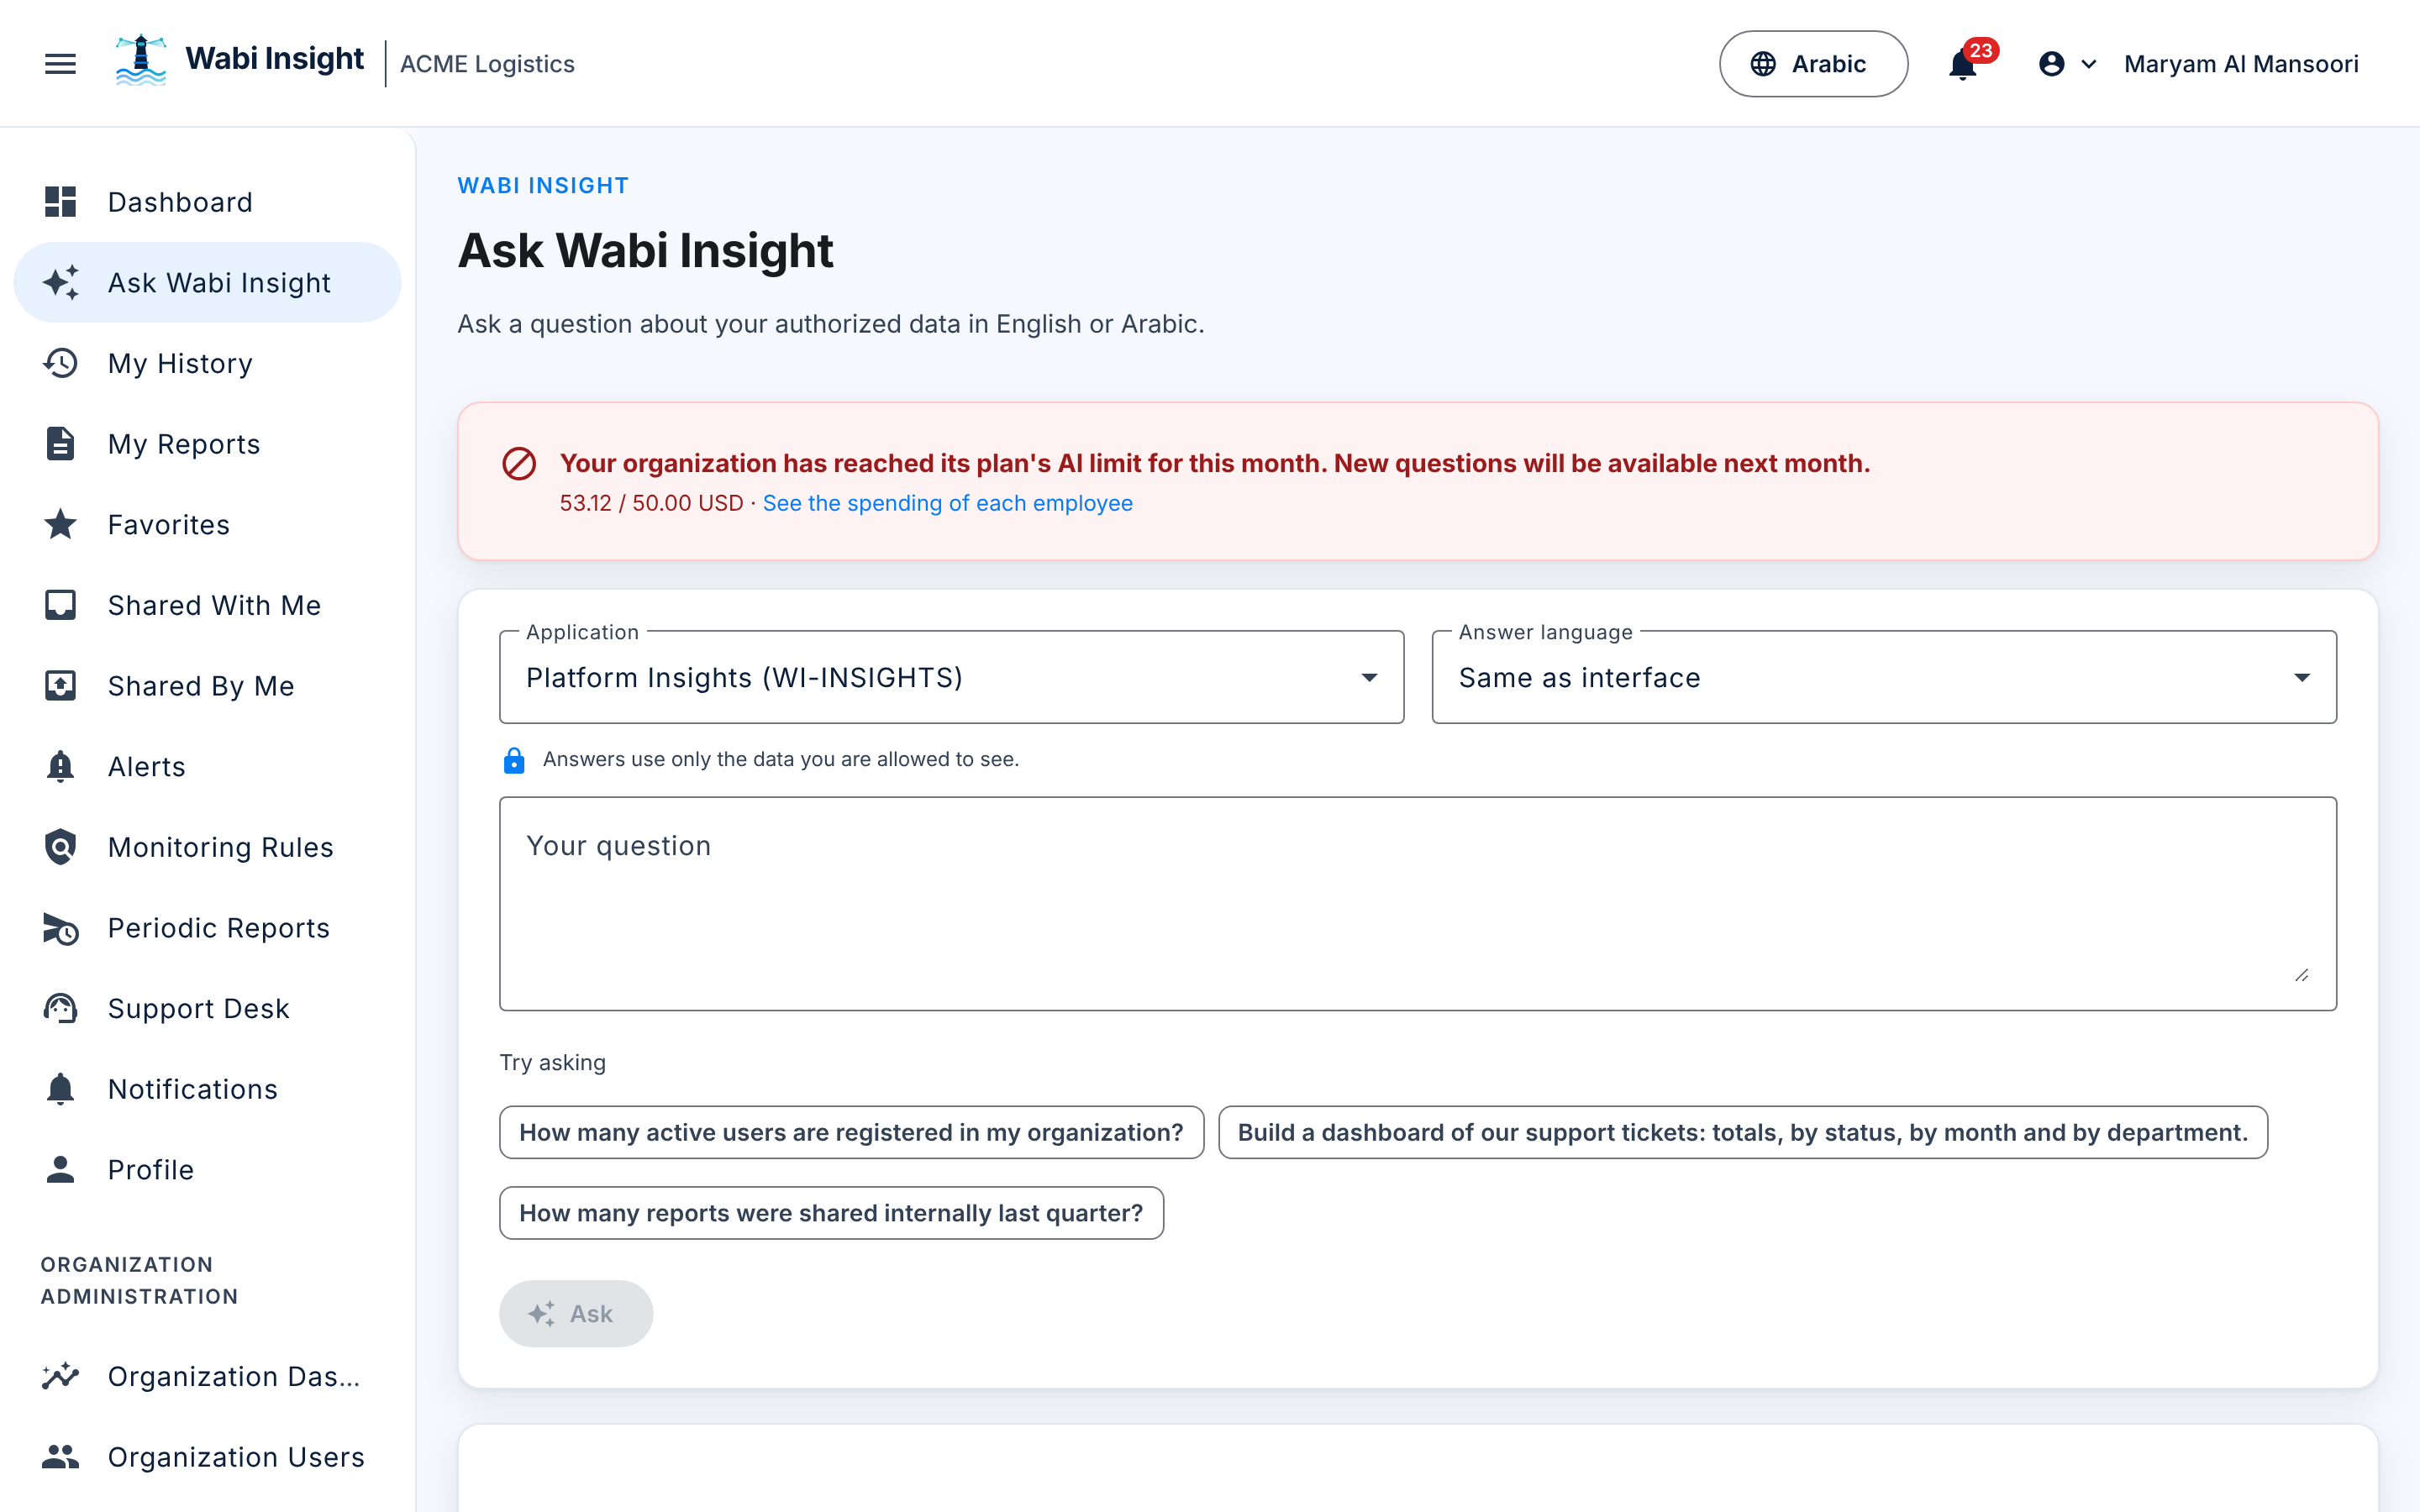 Wabi Insight
ACME Logistics
Arabic
23
Maryam Al Mansoori
Dashboard
Ask Wabi Insight
My History
My Reports
Favorites
Shared With Me
Shared By Me
Alerts
Monitoring Rules
Periodic Reports
Support Desk
Notifications
Profile
ORGANIZATION
ADMINISTRATION
Organization Das...
Organization Users
WABI INSIGHT
Ask Wabi Insight
Ask a question about your authorized data in English or Arabic.
Your organization has reached its plan's AI limit for this month. New questions will be available next month.
53.12 / 50.00 USD · See the spending of each employee
Application
Platform Insights (WI-INSIGHTS)
Answer language
Same as interface
Answers use only the data you are allowed to see.
Your question
Try asking
How many active users are registered in my organization?
Build a dashboard of our support tickets: totals, by status, by month and by department.
How many reports were shared internally last quarter?
Ask